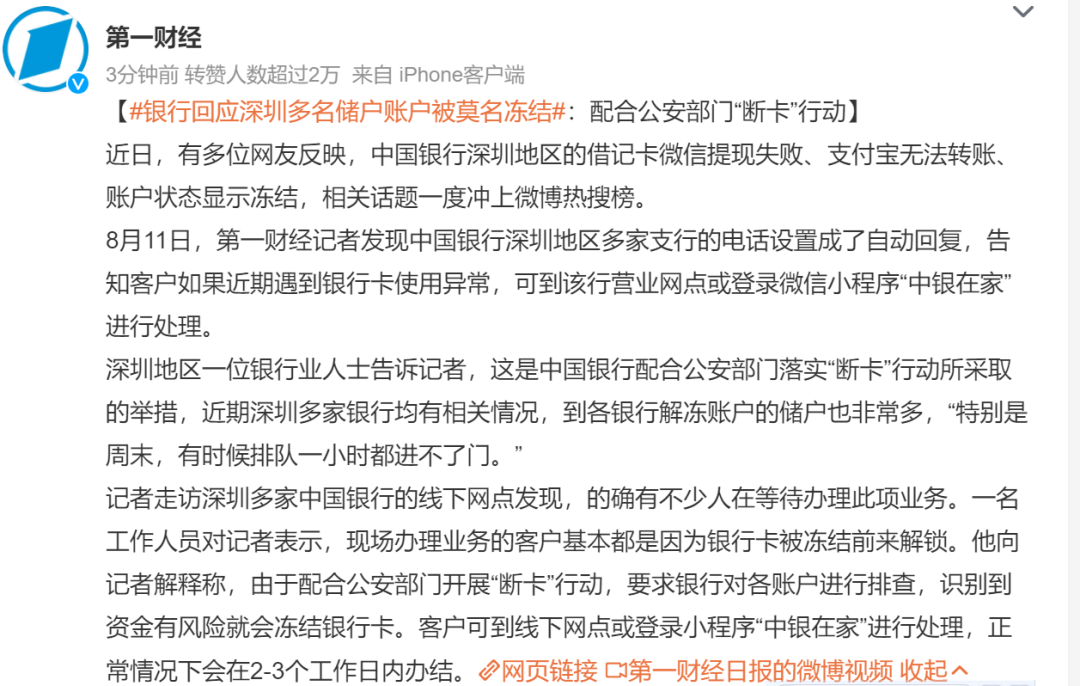 第一财经
3分钟前 转赞人数超过2万 来自 iPhone客户端
【#银行回应深圳多名储户账户被莫名冻结#：配合公安部门“断卡”行动】
近日，有多位网友反映，中国银行深圳地区的借记卡微信提现失败、支付宝无法转账、
账户状态显示冻结，相关话题一度冲上微博热搜榜。
8月11日，第一财经记者发现中国银行深圳地区多家支行的电话设置成了自动回复，告
知客户如果近期遇到银行卡使用异常，可到该行营业网点或登录微信小程序“中银在家”
进行处理。
深圳地区一位银行业人士告诉记者，这是中国银行配合公安部门落实“断卡”行动所采取
的举措，近期深圳多家银行均有相关情况，到各银行解冻账户的储户也非常多，“特别是
周末，有时候排队一小时都进不了门。”
记者走访深圳多家中国银行的线下网点发现，的确有不少人在等待办理此项业务。一名
工作人员对记者表示，现场办理业务的客户基本都是因为银行卡被冻结前来解锁。他向
记者解释称，由于配合公安部门开展“断卡”行动，要求银行对各账户进行排查，识别到
资金有风险就会冻结银行卡。客户可到线下网点或登录小程序“中银在家”进行处理，正
常情况下会在2-3个工作日内办结。 网页链接 第一财经日报的微博视频 收起